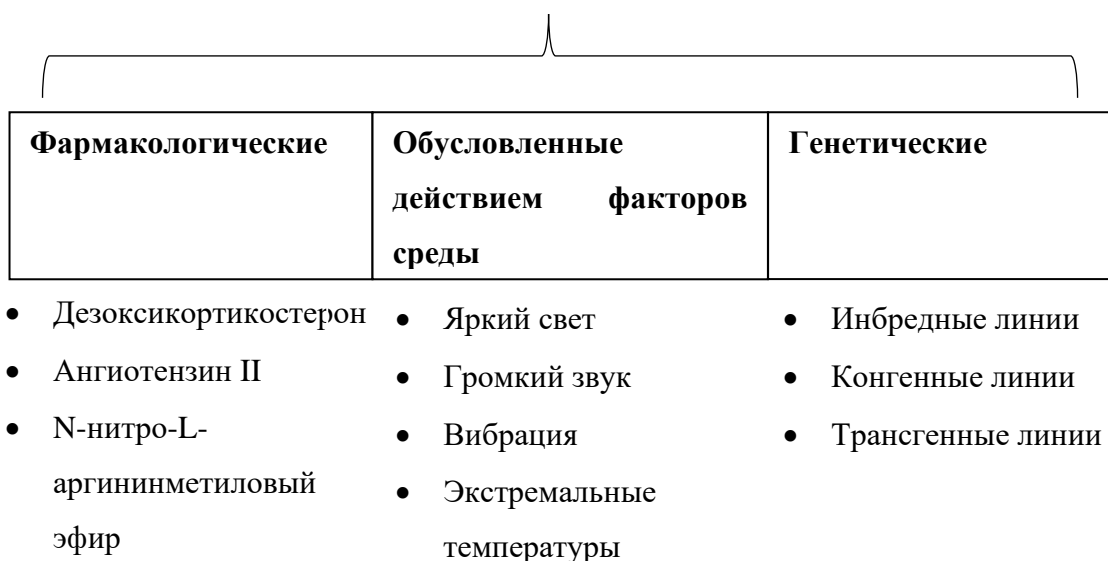 Фармакологические
Обусловленные
действием факторов
среды
Генетические
• Дезоксикортикостерон
• Ангиотензин II
• N-нитро-L-
аргининметиловый
эфир
• Яркий свет
• Громкий звук
• Вибрация
• Экстремальные
температуры
• Инбредные линии
• Конгенные линии
• Трансгенные линии